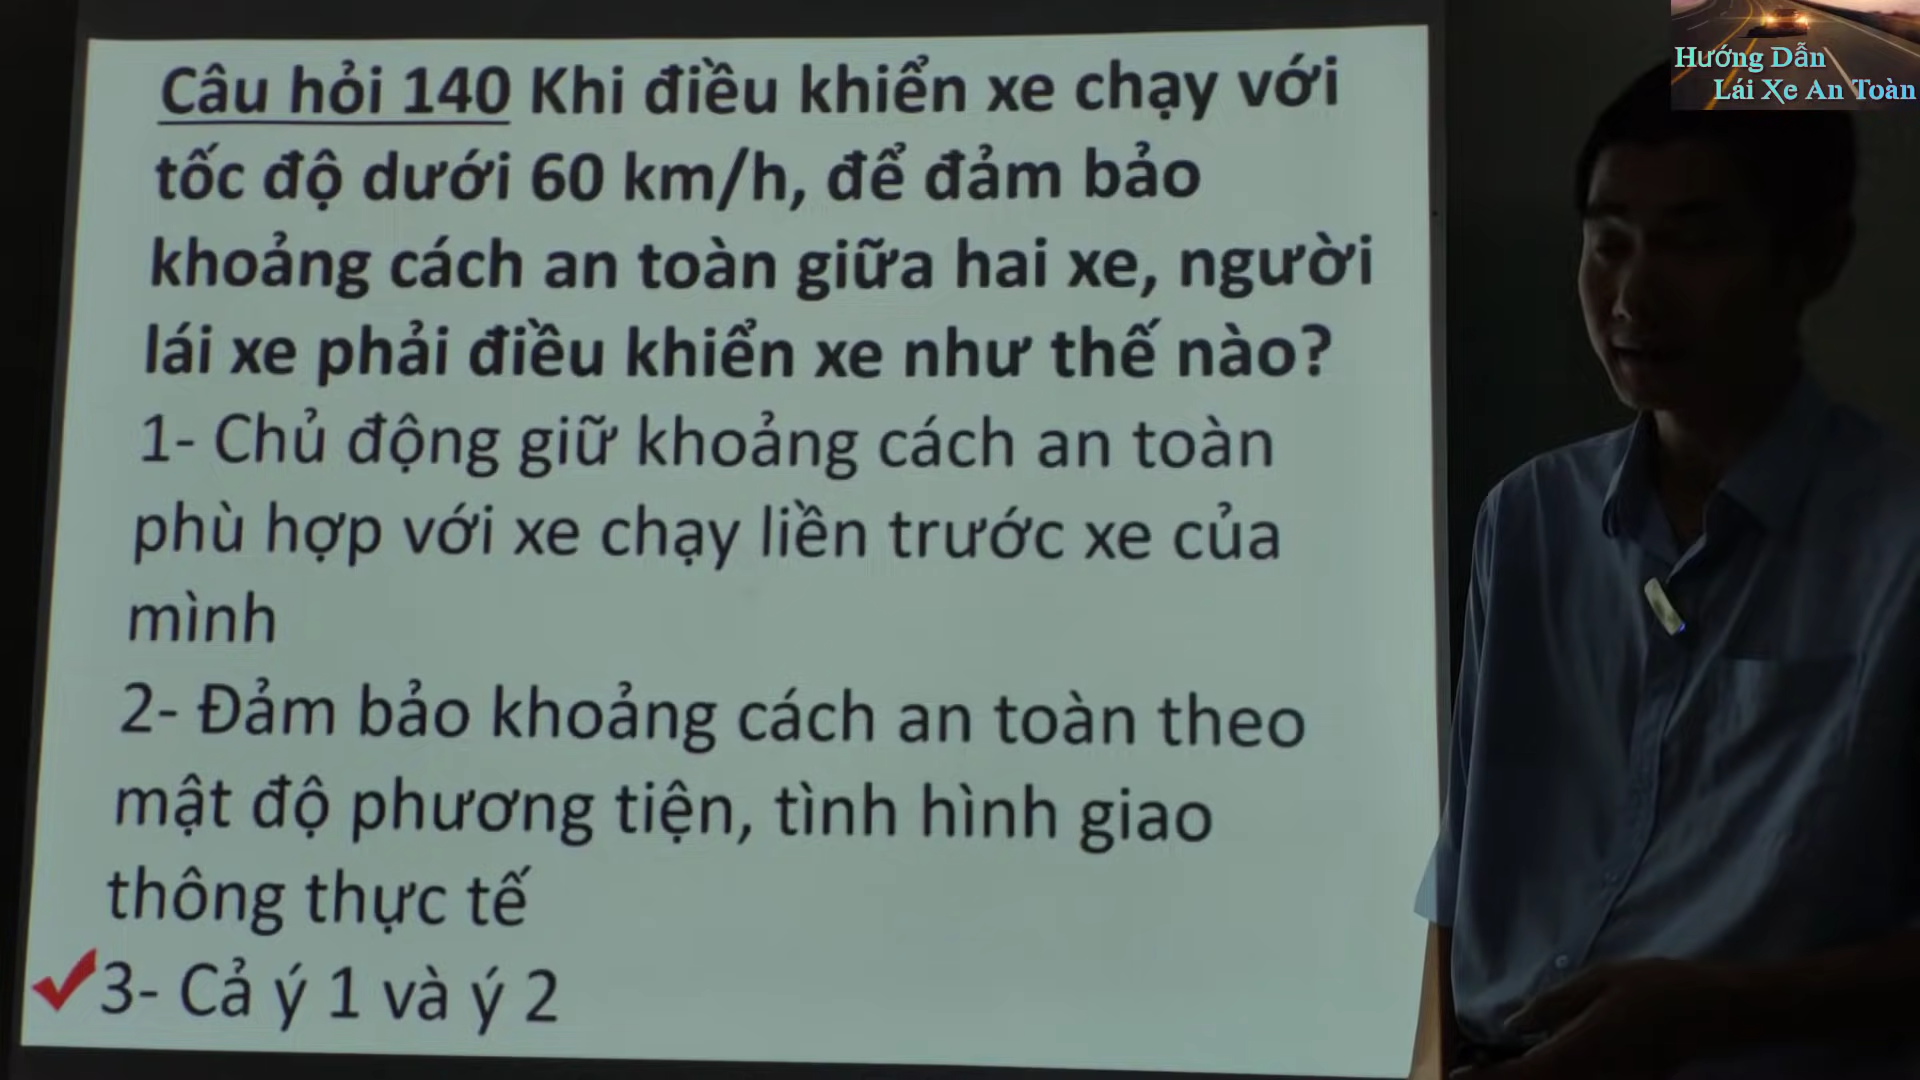 Câu hỏi 140 Khi điều khiển xe chạy với
tốc độ dưới 60 km/h, để đảm bảo
khoảng cách an toàn giữa hai xe, người
lái xe phải điều khiển xe như thế nào?
1- Chủ động giữ khoảng cách an toàn
phù hợp với xe chạy liền trước xe của
mình
2- Đảm bảo khoảng cách an toàn theo
mật độ phương tiện, tình hình giao
thông thực tế
3- Cả ý 1 và ý 2
Hướng Dẫn
Lái Xe An Toàn